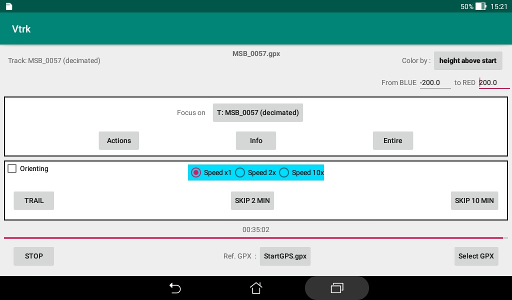 50% 15:21
Vtrk
MSB_0057.gpx
Track: MSB_0057 (decimated) Color by : height above start
From BLUE -200.0 to RED 200.0
Focus on T: MSB_0057 (decimated)
Actions Info Entire
Orienting Speed x1 Speed 2x Speed 10x
TRAIL SKIP 2 MIN SKIP 10 MIN
00:35:02
STOP Ref. GPX : StartGPS.gpx Select GPX